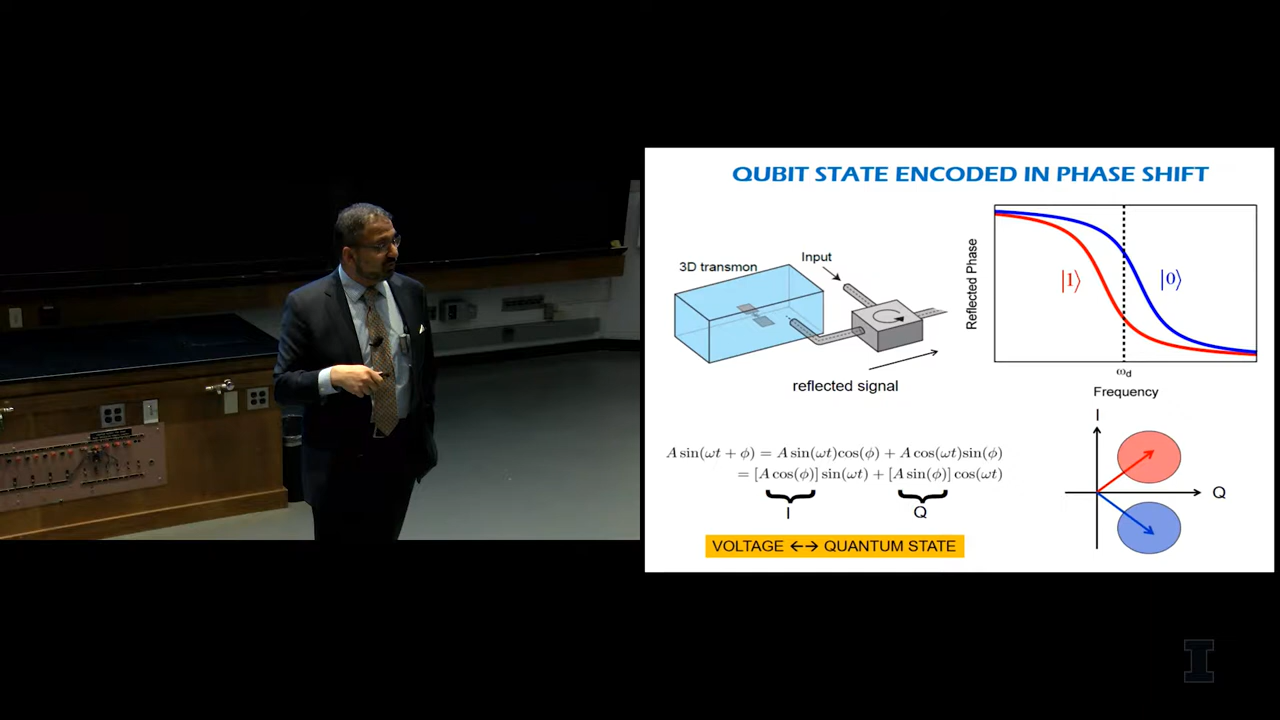 QUBIT STATE ENCODED IN PHASE SHIFT
3D transmon
Input
reflected signal
Reflected Phase
|1⟩
|0⟩
ω_d
Frequency
A sin(ωt + ϕ) = A sin(ωt)cos(ϕ) + A cos(ωt)sin(ϕ)
= [A cos(ϕ)] sin(ωt) + [A sin(ϕ)] cos(ωt)
I
Q
VOLTAGE ↔ QUANTUM STATE
I
Q
I